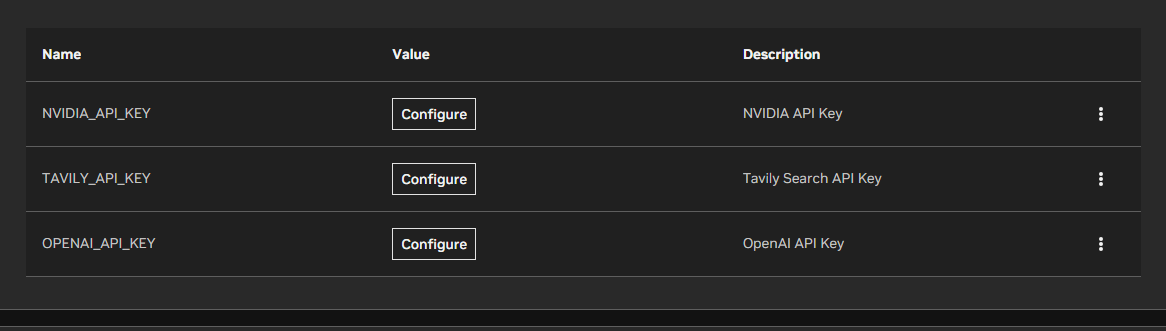 Name Value Description
NVIDIA_API_KEY Configure NVIDIA API Key
TAVILY_API_KEY Configure Tavily Search API Key
OPENAI_API_KEY Configure OpenAI API Key